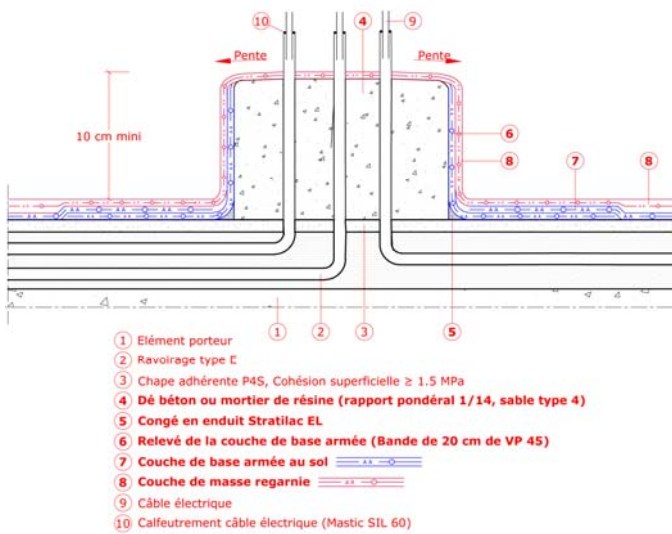 10
4
9
Pente
Pente
10 cm mini
6
8
7
8
1
2
3
5
1 Elément porteur
2 Ravoirage type E
3 Chape adhérente P4S, Cohésion superficielle ≥ 1.5 MPa
4 Dé béton ou mortier de résine (rapport pondéral 1/14, sable type 4)
5 Congé en enduit Stratilac EL
6 Relevé de la couche de base armée (Bande de 20 cm de VP 45)
7 Couche de base armée au sol
8 Couche de masse regarnie
9 Câble électrique
10 Calfeutrement câble électrique (Mastic SIL 60)